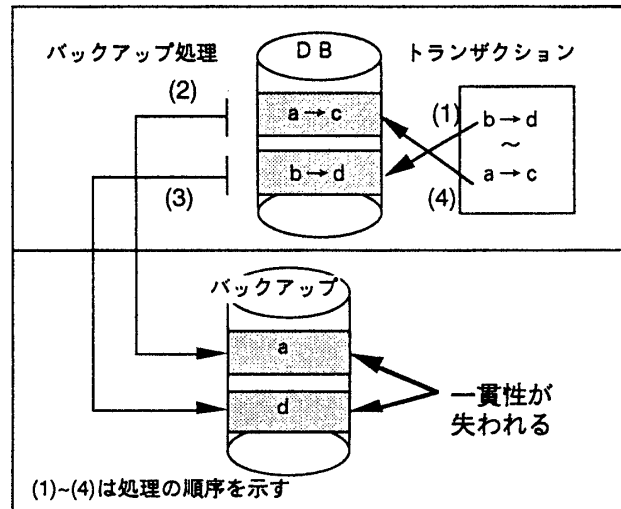 バックアップ処理
DB
トランザクション
(2)
a→c
(1)
b→d
～
a→c
b→d
(3)
(4)
バックアップ
a
d
一貫性が
失われる
(1)~(4)は処理の順序を示す